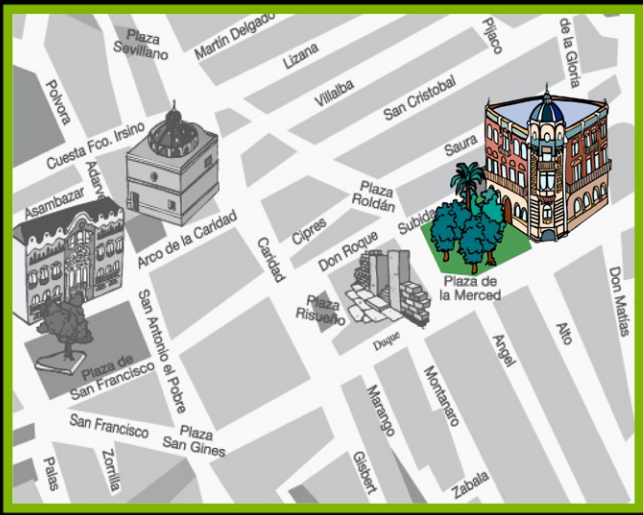 Plaza
Sevillano
Martín Delgado
Lizana
Pijaco
de la Gloria
Polvora
Villalba
San Cristobal
Cuesta Fco. Irsino
Saura
Adarve
Asambazar
Plaza
Roldán
Subida
Arco de la Caridad
Cipres
Caridad
Don Roque
Plaza de
la Merced
Don Matías
Plaza
Risueño
San Antonio el Pobre
Duque
Angel
Alto
Plaza de
San Francisco
Marango
Montanaro
San Francisco
Plaza
San Gines
Palas
Zorrilla
Gisbert
Zabala